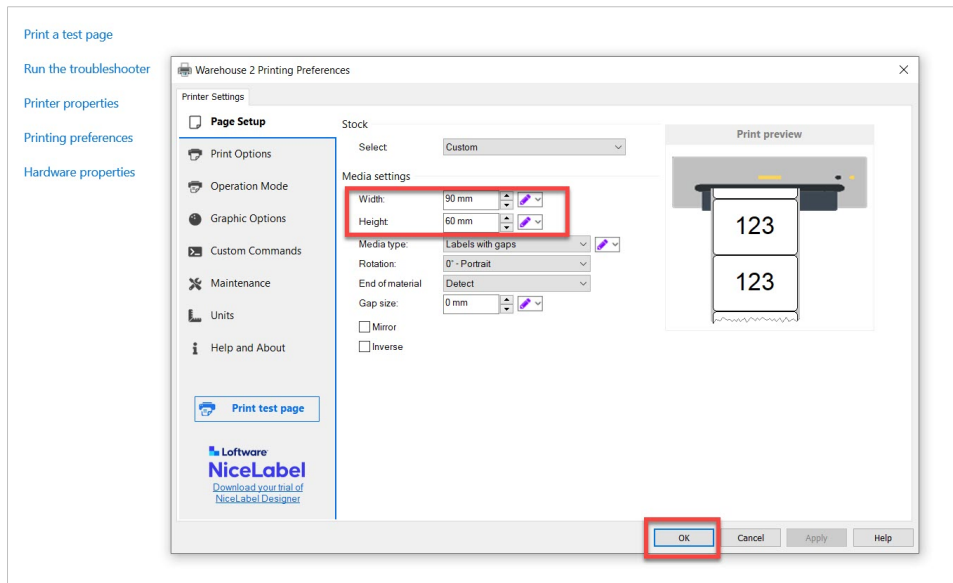 Print a test page
Run the troubleshooter
Printer properties
Printing preferences
Hardware properties
Warehouse 2 Printing Preferences
Printer Settings
Page Setup
Print Options
Operation Mode
Graphic Options
Custom Commands
Maintenance
Units
Help and About
Print test page
Loftware
NiceLabel
Download your trial of
NiceLabel Designer
Stock
Select: Custom
Media settings
Width: 90 mm
Height: 60 mm
Media type: Labels with gaps
Rotation: 0° - Portrait
End of material Detect
Gap size: 0 mm
Mirror
Inverse
Print preview
123
123
OK Cancel Apply Help